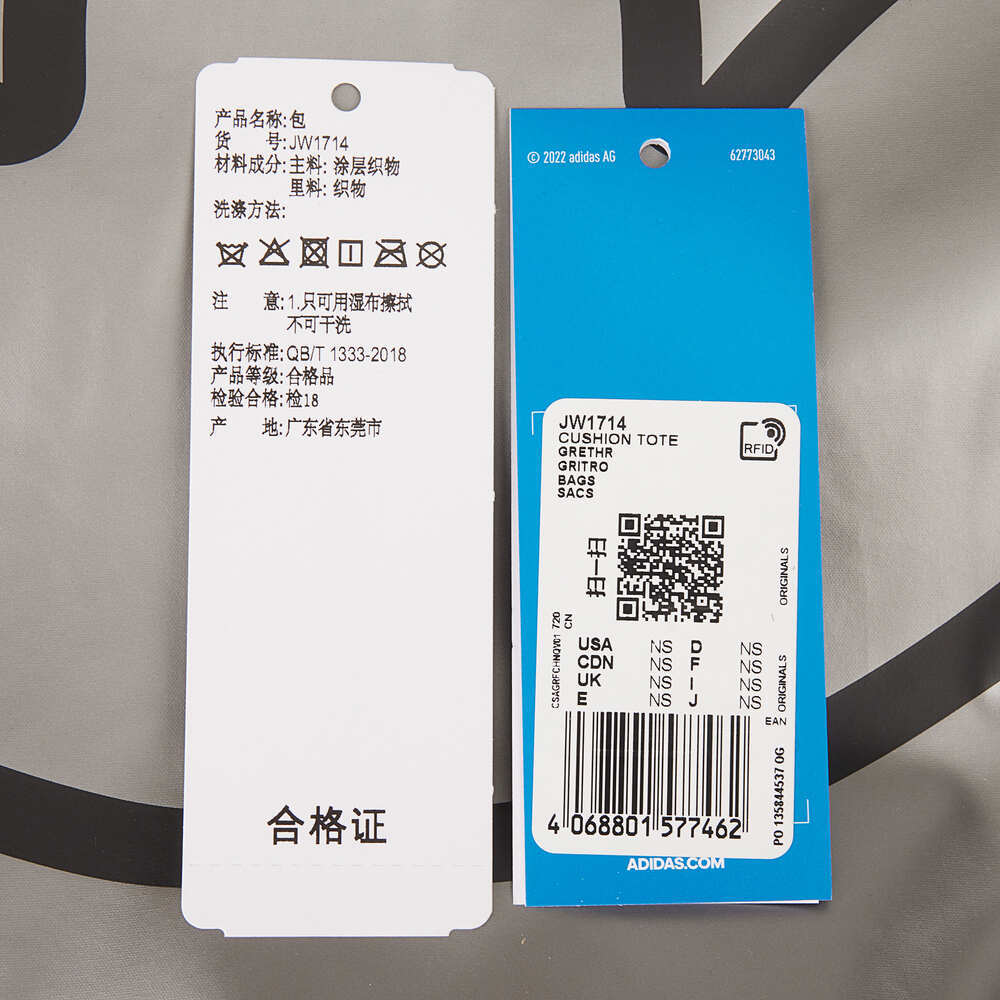 产品名称:包
货 号:JW1714
材料成分:主料: 涂层织物
里料: 织物
洗涤方法:
注 意:1.只可用湿布擦拭
不可干洗
执行标准:QB/T 1333-2018
产品等级:合格品
检验合格:检18
产 地:广东省东莞市
合格证
© 2022 adidas AG
62773043
JW1714
CUSHION TOTE
GRETHR
GRITRO
BAGS
SACS
RFID
扫一扫
CN
ORIGINALS
USA NS D NS
CDN NS F NS
UK NS I NS
E NS J NS
ORIGINALS
EAN
PO 135844537 0G
4 068801 577462
ADIDAS.COM